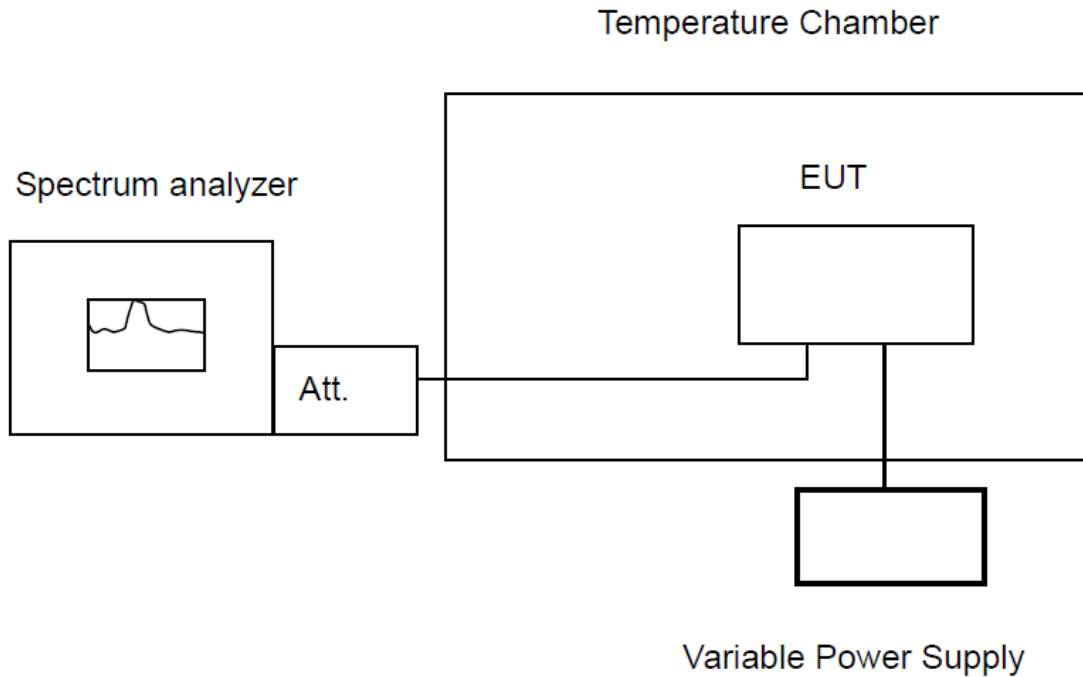 Temperature Chamber
Spectrum analyzer
EUT
Att.
Variable Power Supply